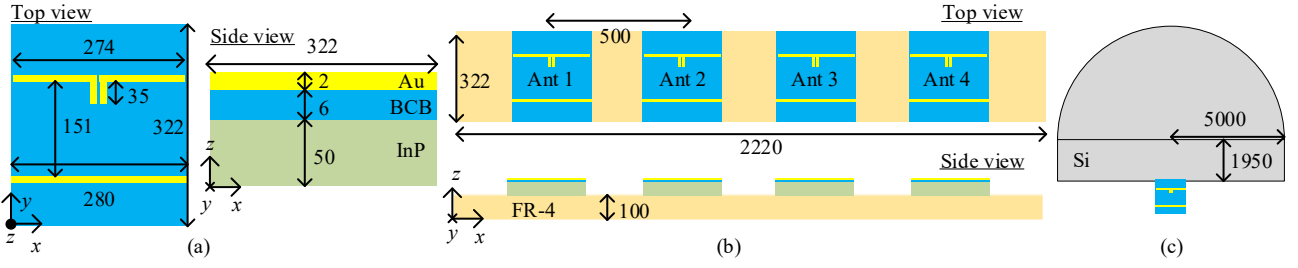 Top view
274
35
151
322
280
y
z
x
(a)
Side view
322
2
Au
6
BCB
50
InP
z
y
x
Top view
500
Ant 1
Ant 2
Ant 3
Ant 4
322
2220
Side view
z
FR-4
100
y
x
(b)
5000
Si
1950
(c)